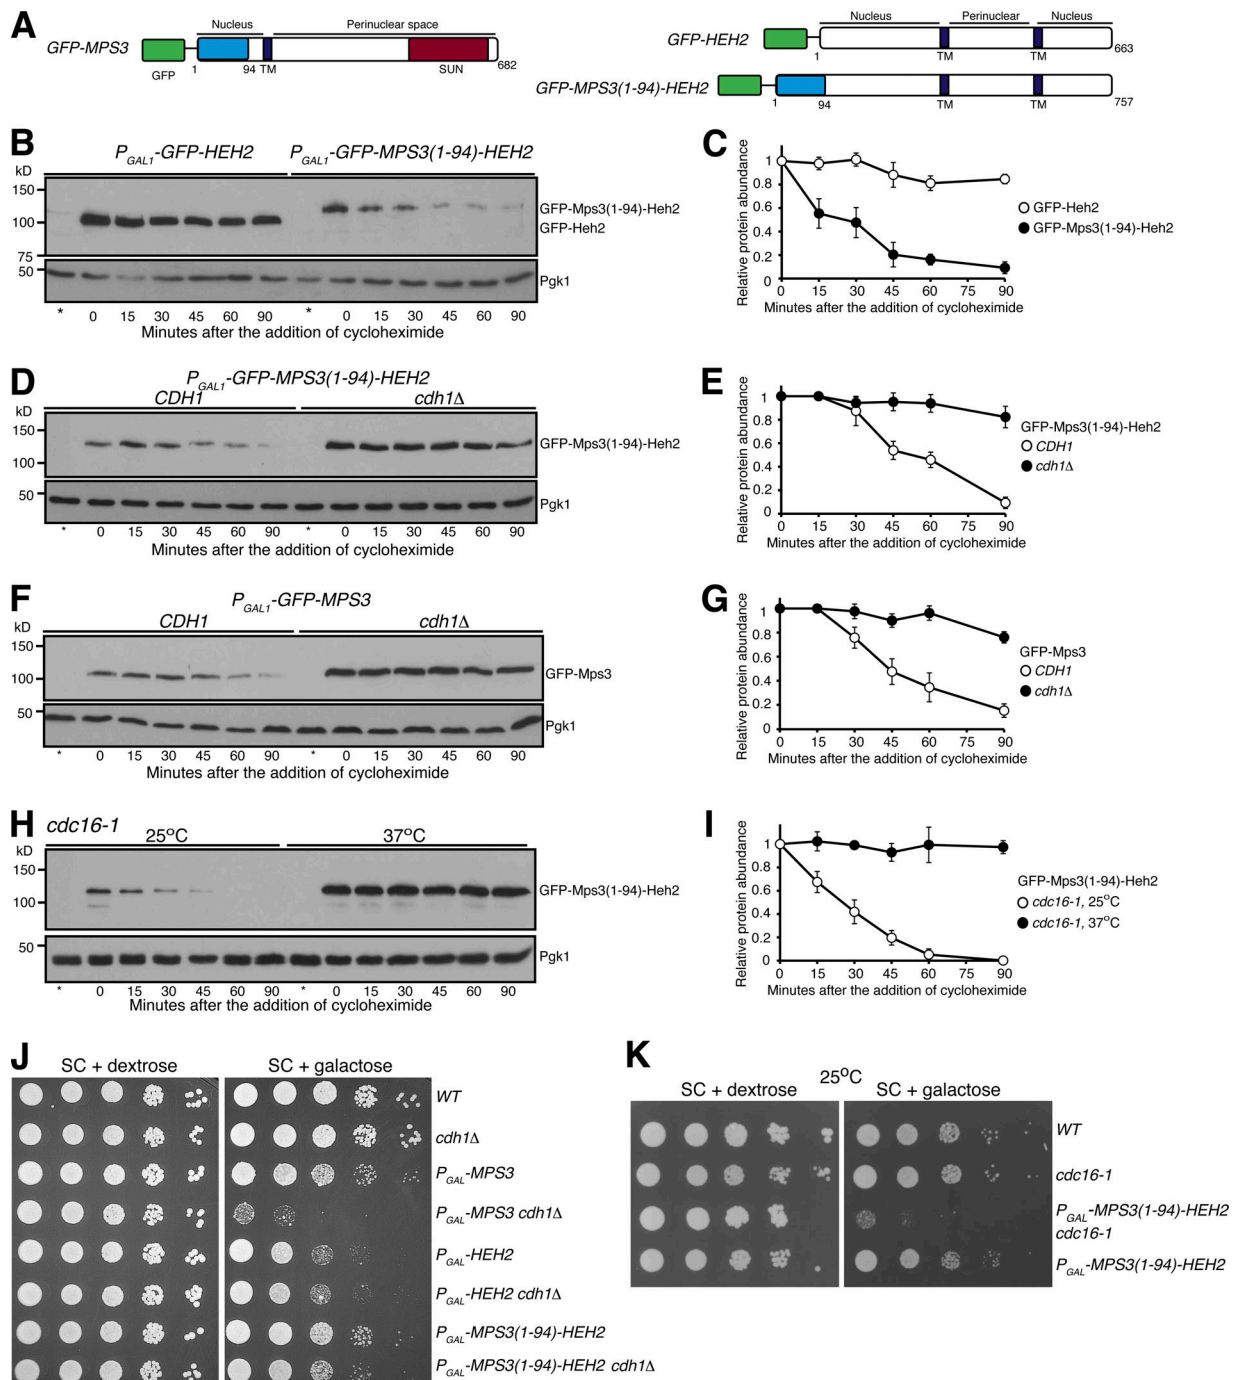 A
GFP-MPS3
Nucleus
Perinuclear space
GFP
1
94
TM
SUN
682
GFP-HEH2
Nucleus
Perinuclear
Nucleus
1
TM
TM
663
GFP-MPS3(1-94)-HEH2
1
94
TM
TM
757
B
PGAL1-GFP-HEH2
PGAL1-GFP-MPS3(1-94)-HEH2
kD
150
100
75
50
GFP-Mps3(1-94)-Heh2
GFP-Heh2
Pgk1
* 0 15 30 45 60 90 * 0 15 30 45 60 90
Minutes after the addition of cycloheximide
C
Relative protein abundance
1
0.8
0.6
0.4
0.2
0
0 15 30 45 60 75 90
Minutes after the addition of cycloheximide
GFP-Heh2
GFP-Mps3(1-94)-Heh2
D
PGAL1-GFP-MPS3(1-94)-HEH2
CDH1
cdh1Δ
kD
150
100
50
GFP-Mps3(1-94)-Heh2
Pgk1
* 0 15 30 45 60 90 * 0 15 30 45 60 90
Minutes after the addition of cycloheximide
E
Relative protein abundance
1
0.8
0.6
0.4
0.2
0
0 15 30 45 60 75 90
Minutes after the addition of cycloheximide
GFP-Mps3(1-94)-Heh2
CDH1
cdh1Δ
F
PGAL1-GFP-MPS3
CDH1
cdh1Δ
kD
150
100
50
GFP-Mps3
Pgk1
* 0 15 30 45 60 90 * 0 15 30 45 60 90
Minutes after the addition of cycloheximide
G
Relative protein abundance
1
0.8
0.6
0.4
0.2
0
0 15 30 45 60 75 90
Minutes after the addition of cycloheximide
GFP-Mps3
CDH1
cdh1Δ
H
cdc16-1
25°C
37°C
kD
150
100
50
GFP-Mps3(1-94)-Heh2
Pgk1
* 0 15 30 45 60 90 * 0 15 30 45 60 90
Minutes after the addition of cycloheximide
I
Relative protein abundance
1
0.8
0.6
0.4
0.2
0
0 15 30 45 60 75 90
Minutes after the addition of cycloheximide
GFP-Mps3(1-94)-Heh2
cdc16-1, 25°C
cdc16-1, 37°C
J
SC + dextrose
SC + galactose
WT
cdh1Δ
PGAL-MPS3
PGAL-MPS3 cdh1Δ
PGAL-HEH2
PGAL-HEH2 cdh1Δ
PGAL-MPS3(1-94)-HEH2
PGAL-MPS3(1-94)-HEH2 cdh1Δ
K
25°C
SC + dextrose
SC + galactose
WT
cdc16-1
PGAL-MPS3(1-94)-HEH2
cdc16-1
PGAL-MPS3(1-94)-HEH2